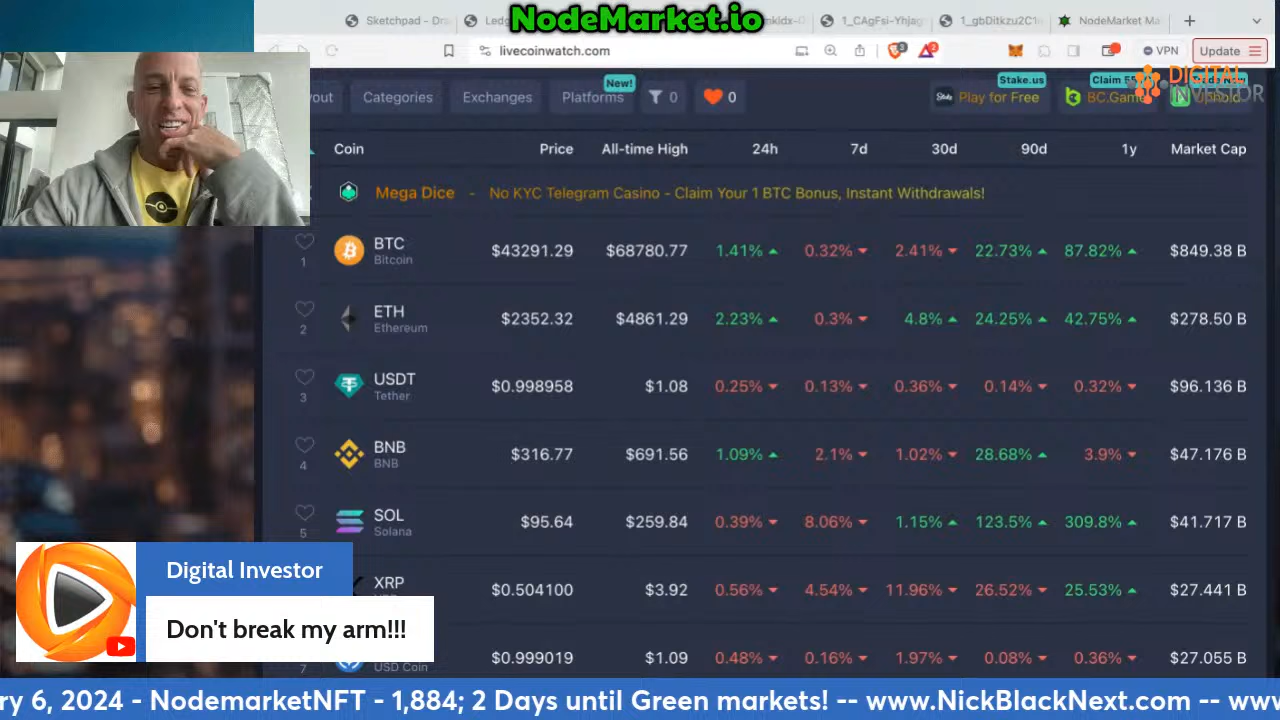 NodeMarket.io
Sketchpad - Dra
Ledg
nkidx-D
1_CAgFsi-Yhjag
1_gbDitkzu2C1
NodeMarket Ma
livecoinwatch.com
3
2
VPN
Update
Categories
Exchanges
Platforms
New!
0
0
Stake.us
Play for Free
Claim
BC.Game
Uphold
DIGITAL
INVESTOR
Coin
Price
All-time High
24h
7d
30d
90d
1y
Market Cap
Mega Dice - No KYC Telegram Casino - Claim Your 1 BTC Bonus, Instant Withdrawals!
1 BTC Bitcoin $43291.29 $68780.77 1.41% 0.32% 2.41% 22.73% 87.82% $849.38 B
2 ETH Ethereum $2352.32 $4861.29 2.23% 0.3% 4.8% 24.25% 42.75% $278.50 B
3 USDT Tether $0.998958 $1.08 0.25% 0.13% 0.36% 0.14% 0.32% $96.136 B
4 BNB BNB $316.77 $691.56 1.09% 2.1% 1.02% 28.68% 3.9% $47.176 B
5 SOL Solana $95.64 $259.84 0.39% 8.06% 1.15% 123.5% 309.8% $41.717 B
XRP $0.504100 $3.92 0.56% 4.54% 11.96% 26.52% 25.53% $27.441 B
7 USD Coin $0.999019 $1.09 0.48% 0.16% 1.97% 0.08% 0.36% $27.055 B
Digital Investor
Don't break my arm!!!
ry 6, 2024 - NodemarketNFT - 1,884; 2 Days until Green markets! -- www.NickBlackNext.com -- ww